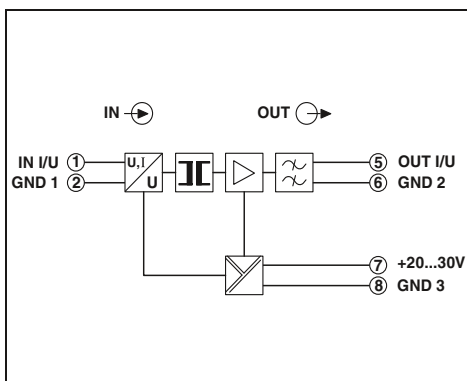 IN OUT
IN I/U 1 U,I 5 OUT I/U
GND 1 2 U 6 GND 2
7 +20...30V
8 GND 3